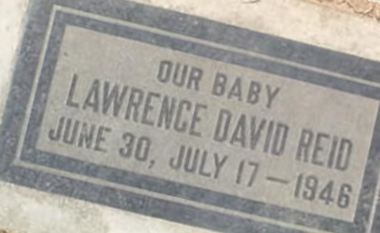 OUR BABY
LAWRENCE DAVID REID
JUNE 30, JULY 17 — 1946